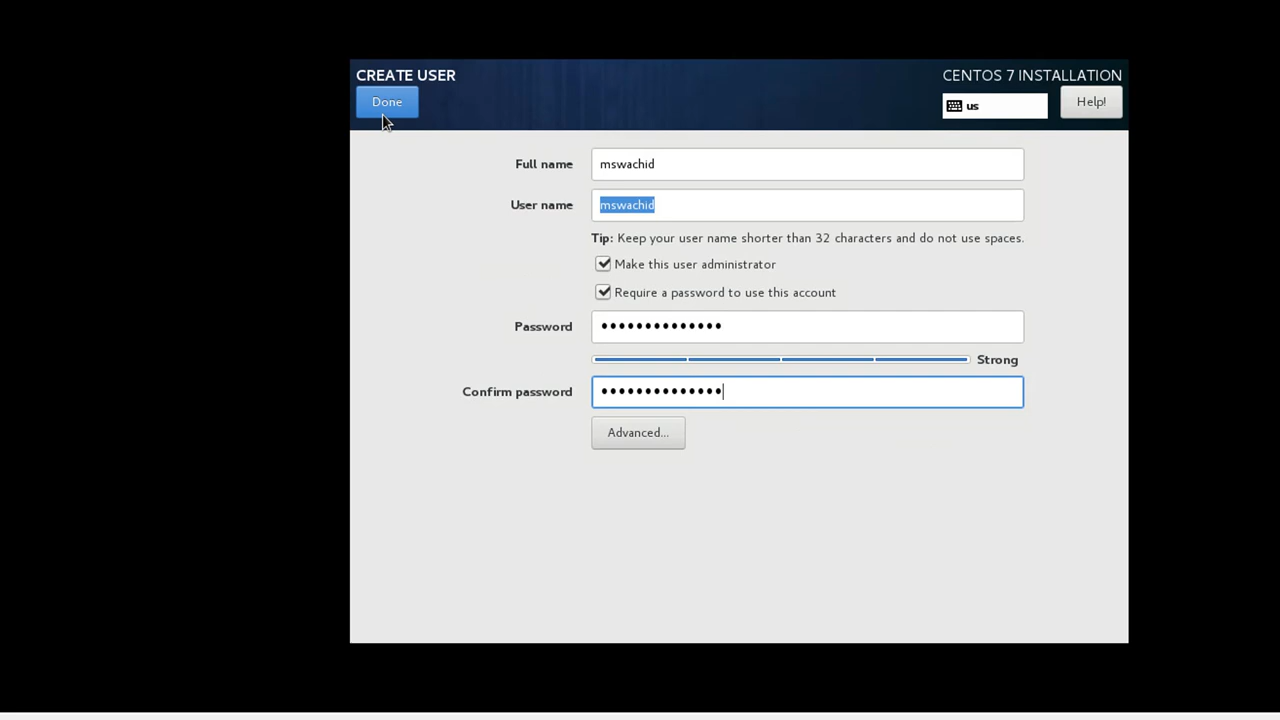 CREATE USER
CENTOS 7 INSTALLATION
Done
us
Help!
Full name
mswachid
User name
mswachid
Tip: Keep your user name shorter than 32 characters and do not use spaces.
Make this user administrator
Require a password to use this account
Password
••••••••••••••
Strong
Confirm password
••••••••••••••
Advanced...